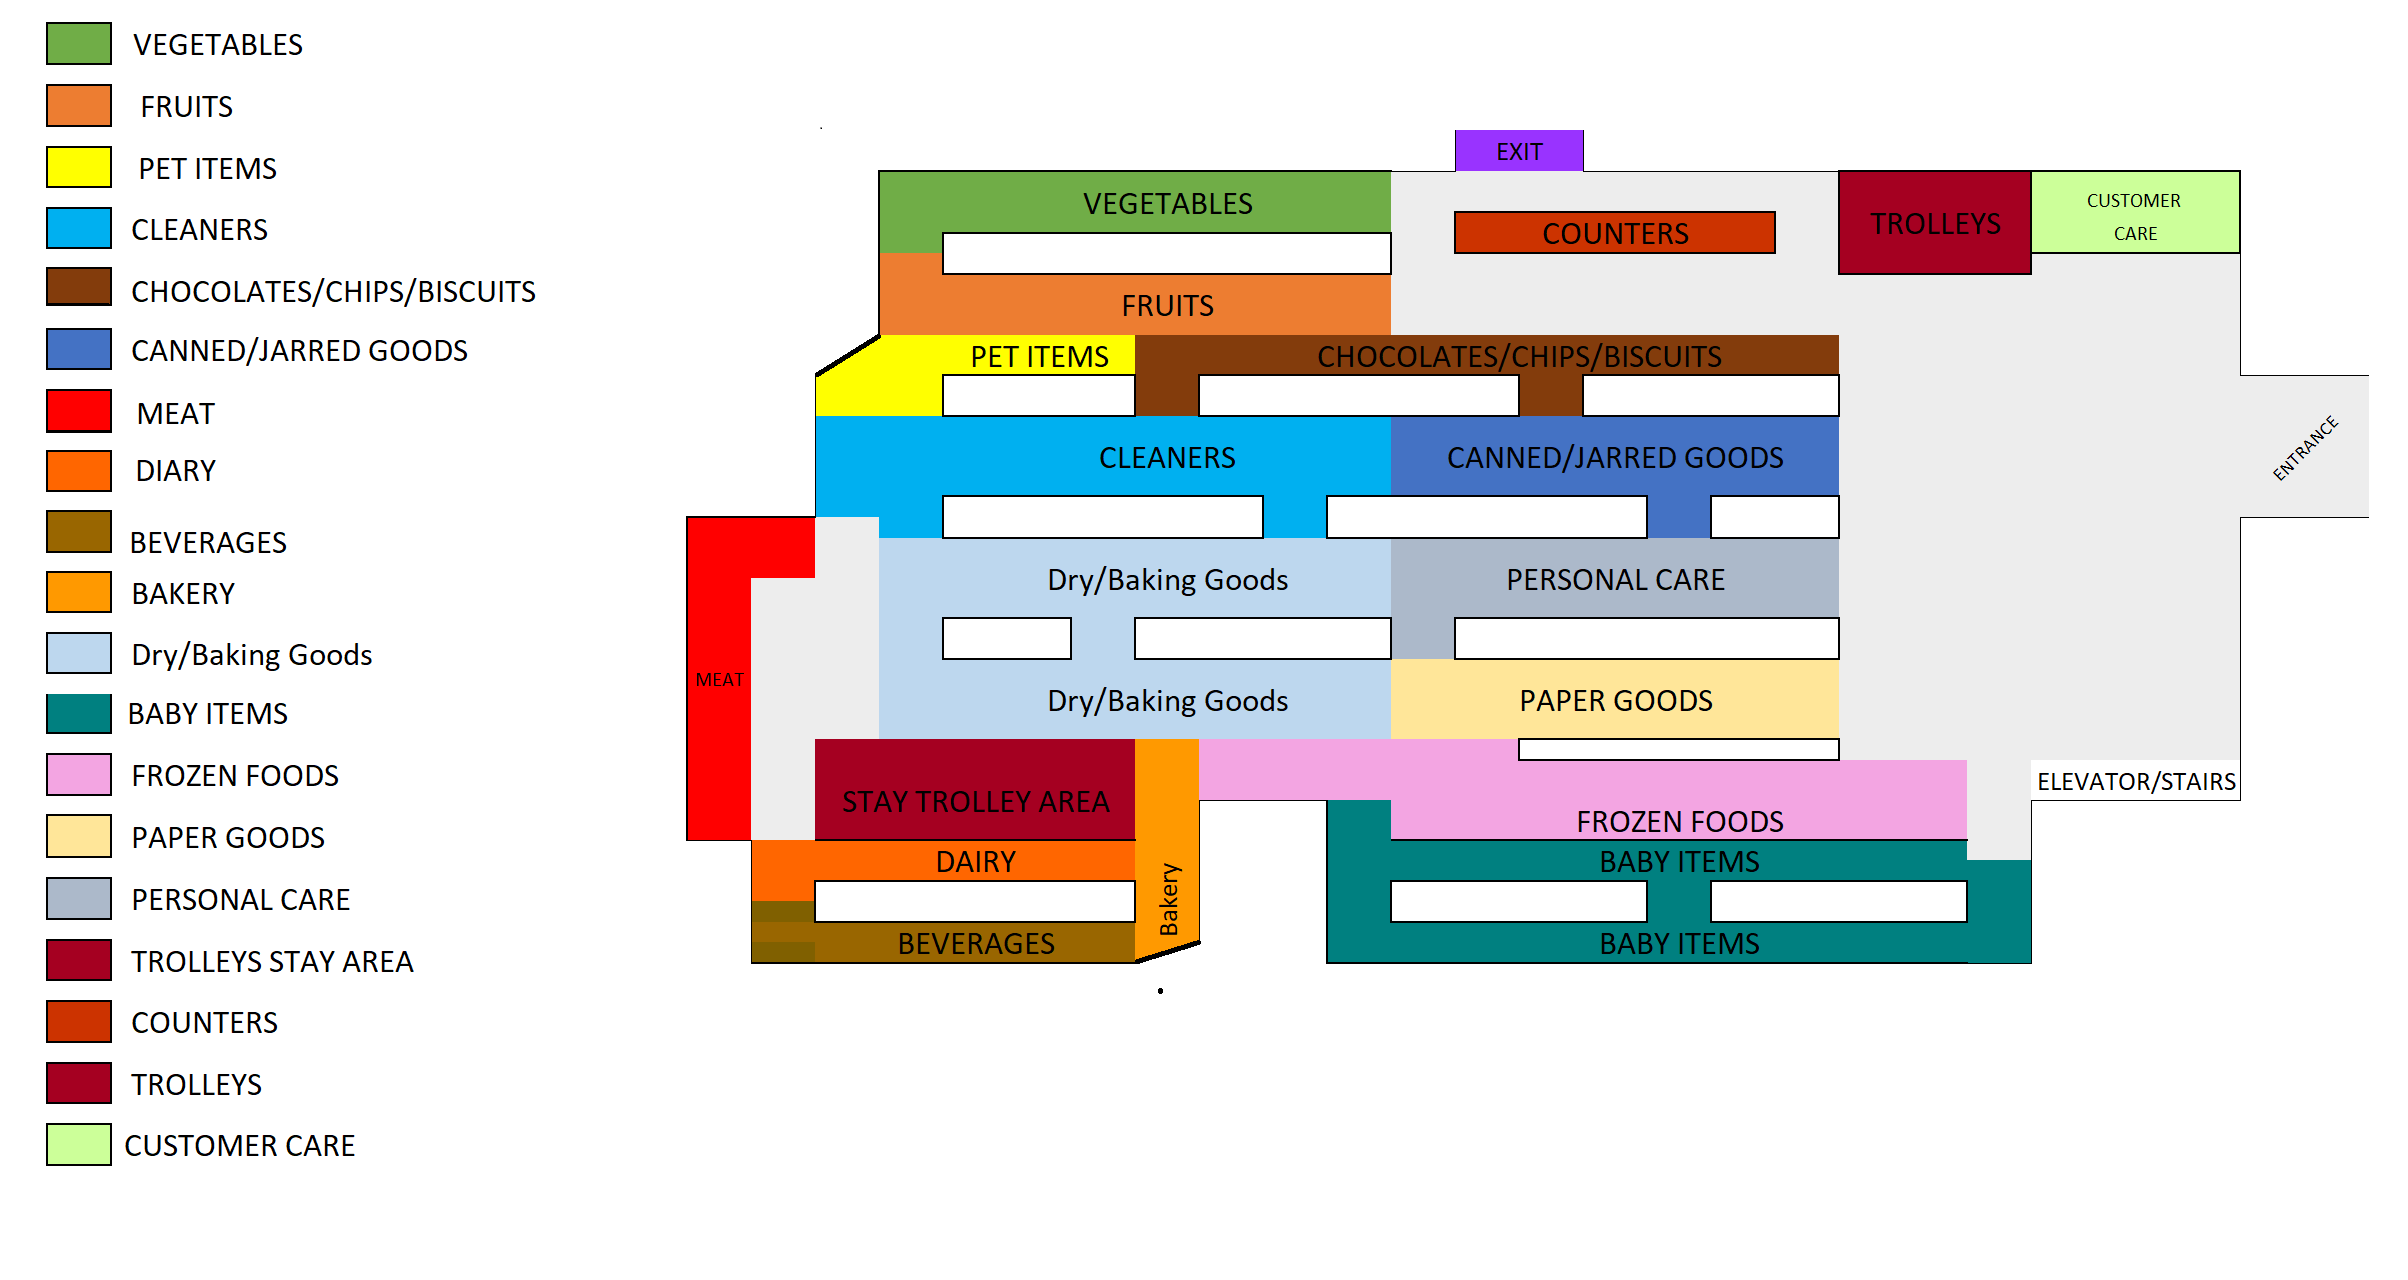 VEGETABLES
FRUITS
PET ITEMS
CLEANERS
CHOCOLATES/CHIPS/BISCUITS
CANNED/JARRED GOODS
MEAT
DIARY
BEVERAGES
BAKERY
Dry/Baking Goods
BABY ITEMS
FROZEN FOODS
PAPER GOODS
PERSONAL CARE
TROLLEYS STAY AREA
COUNTERS
TROLLEYS
CUSTOMER CARE
EXIT
VEGETABLES
COUNTERS
TROLLEYS
CUSTOMER
CARE
FRUITS
PET ITEMS
CHOCOLATES/CHIPS/BISCUITS
CLEANERS
CANNED/JARRED GOODS
ENTRANCE
Dry/Baking Goods
PERSONAL CARE
MEAT
Dry/Baking Goods
PAPER GOODS
STAY TROLLEY AREA
ELEVATOR/STAIRS
FROZEN FOODS
DAIRY
BABY ITEMS
Bakery
BEVERAGES
BABY ITEMS